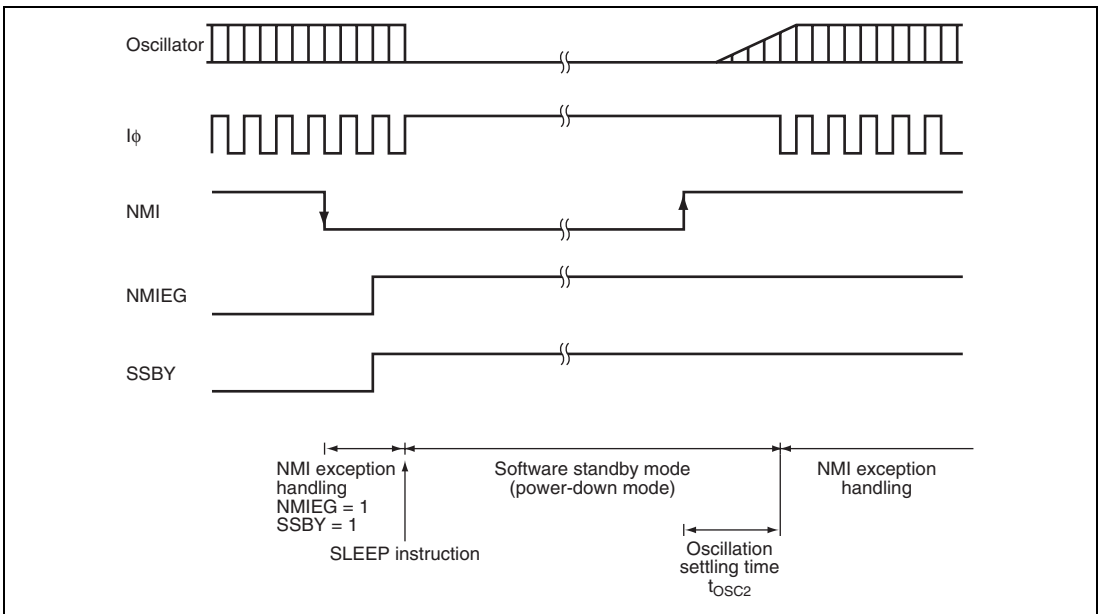 Oscillator
Iφ
NMI
NMIEG
SSBY
NMI exception
handling
NMIEG = 1
SSBY = 1
SLEEP instruction
Software standby mode
(power-down mode)
NMI exception
handling
Oscillation
settling time
tOSC2